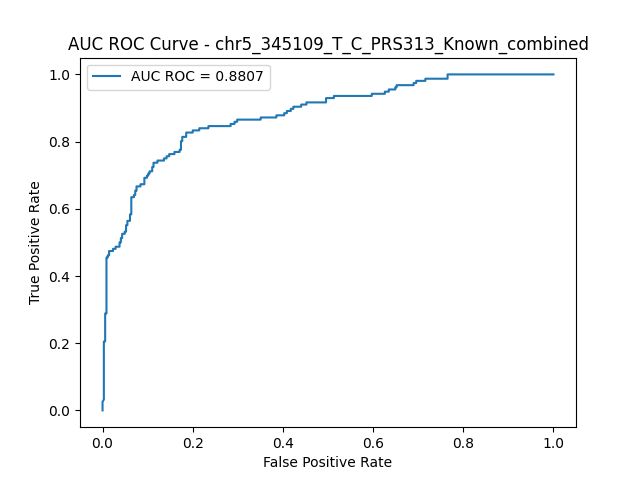 AUC ROC Curve - chr5_345109_T_C_PRS313_Known_combined
AUC ROC = 0.8807
True Positive Rate
1.0
0.8
0.6
0.4
0.2
0.0
0.0 0.2 0.4 0.6 0.8 1.0
False Positive Rate